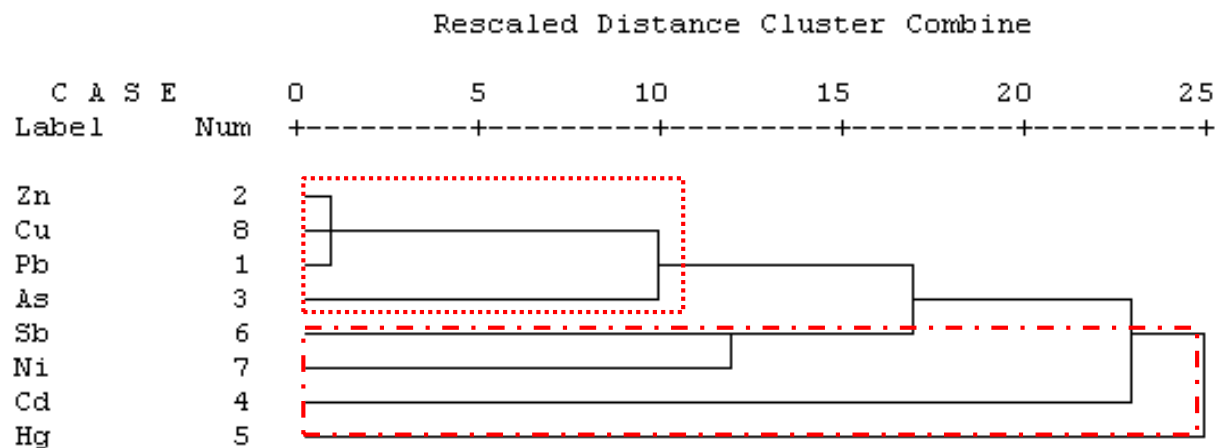 Rescaled Distance Cluster Combine
C A S E 0 5 10 15 20 25
Label Num +---------+---------+---------+---------+---------+
Zn 2
Cu 8
Pb 1
As 3
Sb 6
Ni 7
Cd 4
Hg 5